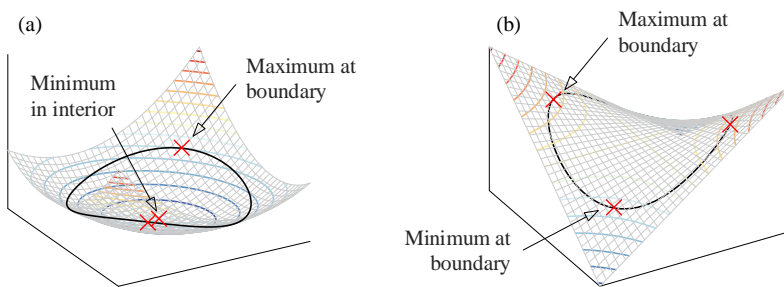 (a)
Minimum
in interior
Maximum at
boundary
(b)
Maximum at
boundary
Minimum at
boundary